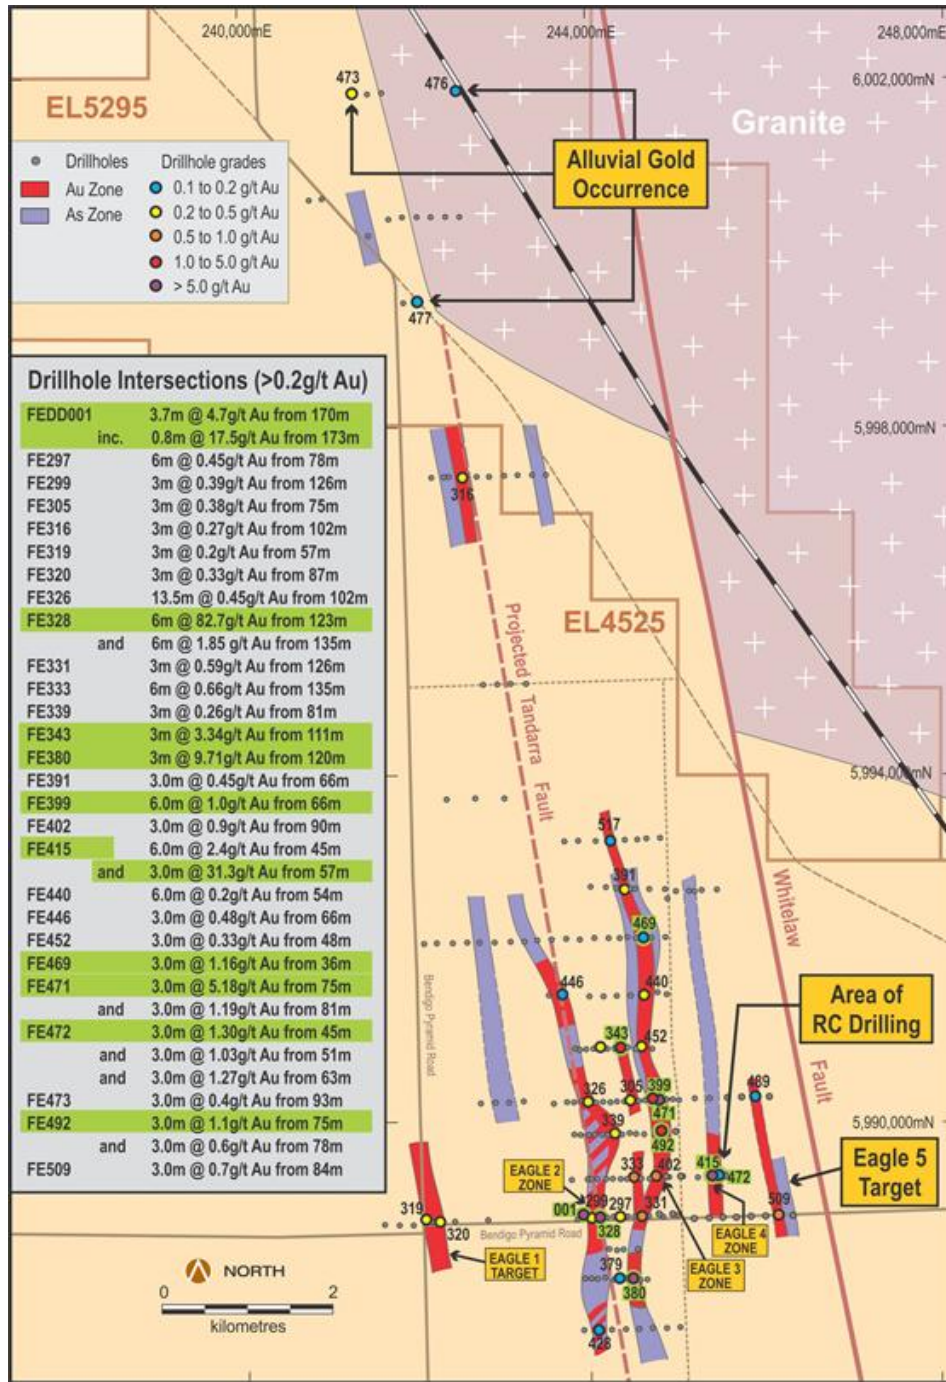 240,000mE
244,000mE
248,000mE
6,002,000mN
473
476
EL5295
Granite
Alluvial Gold
Occurrence
Drillholes
Au Zone
As Zone
Drillhole grades
0.1 to 0.2 g/t Au
0.2 to 0.5 g/t Au
0.5 to 1.0 g/t Au
1.0 to 5.0 g/t Au
> 5.0 g/t Au
477
Drillhole Intersections (>0.2g/t Au)
FEDD001 3.7m @ 4.7g/t Au from 170m
inc. 0.8m @ 17.5g/t Au from 173m
FE297 6m @ 0.45g/t Au from 78m
FE299 3m @ 0.39g/t Au from 126m
FE305 3m @ 0.38g/t Au from 75m
FE316 3m @ 0.27g/t Au from 102m
FE319 3m @ 0.2g/t Au from 57m
FE320 3m @ 0.33g/t Au from 87m
FE326 13.5m @ 0.45g/t Au from 102m
FE328 6m @ 82.7g/t Au from 123m
and 6m @ 1.85 g/t Au from 135m
FE331 3m @ 0.59g/t Au from 126m
FE333 6m @ 0.66g/t Au from 135m
FE339 3m @ 0.26g/t Au from 81m
FE343 3m @ 3.34g/t Au from 111m
FE380 3m @ 9.71g/t Au from 120m
FE391 3.0m @ 0.45g/t Au from 66m
FE399 6.0m @ 1.0g/t Au from 66m
FE402 3.0m @ 0.9g/t Au from 90m
FE415 6.0m @ 2.4g/t Au from 45m
and 3.0m @ 31.3g/t Au from 57m
FE440 6.0m @ 0.2g/t Au from 54m
FE446 3.0m @ 0.48g/t Au from 66m
FE452 3.0m @ 0.33g/t Au from 48m
FE469 3.0m @ 1.16g/t Au from 36m
FE471 3.0m @ 5.18g/t Au from 75m
and 3.0m @ 1.19g/t Au from 81m
FE472 3.0m @ 1.30g/t Au from 45m
and 3.0m @ 1.03g/t Au from 51m
and 3.0m @ 1.27g/t Au from 63m
FE473 3.0m @ 0.4g/t Au from 93m
FE492 3.0m @ 1.1g/t Au from 75m
and 3.0m @ 0.6g/t Au from 78m
FE509 3.0m @ 0.7g/t Au from 84m
5,998,000mN
316
Projected Tandarra Fault
EL4525
5,994,000mN
517
391
Whitelaw Fault
469
446
440
Bendigo Pyramid Road
Area of
RC Drilling
343
452
326
305
399
489
339
471
492
5,990,000mN
333
402
415
472
Eagle 5
Target
EAGLE 2
ZONE
319
320
001
299
297
331
509
328
Bendigo Pyramid Road
EAGLE 4
ZONE
EAGLE 1
TARGET
EAGLE 3
ZONE
379
380
428
NORTH
0
2
kilometres